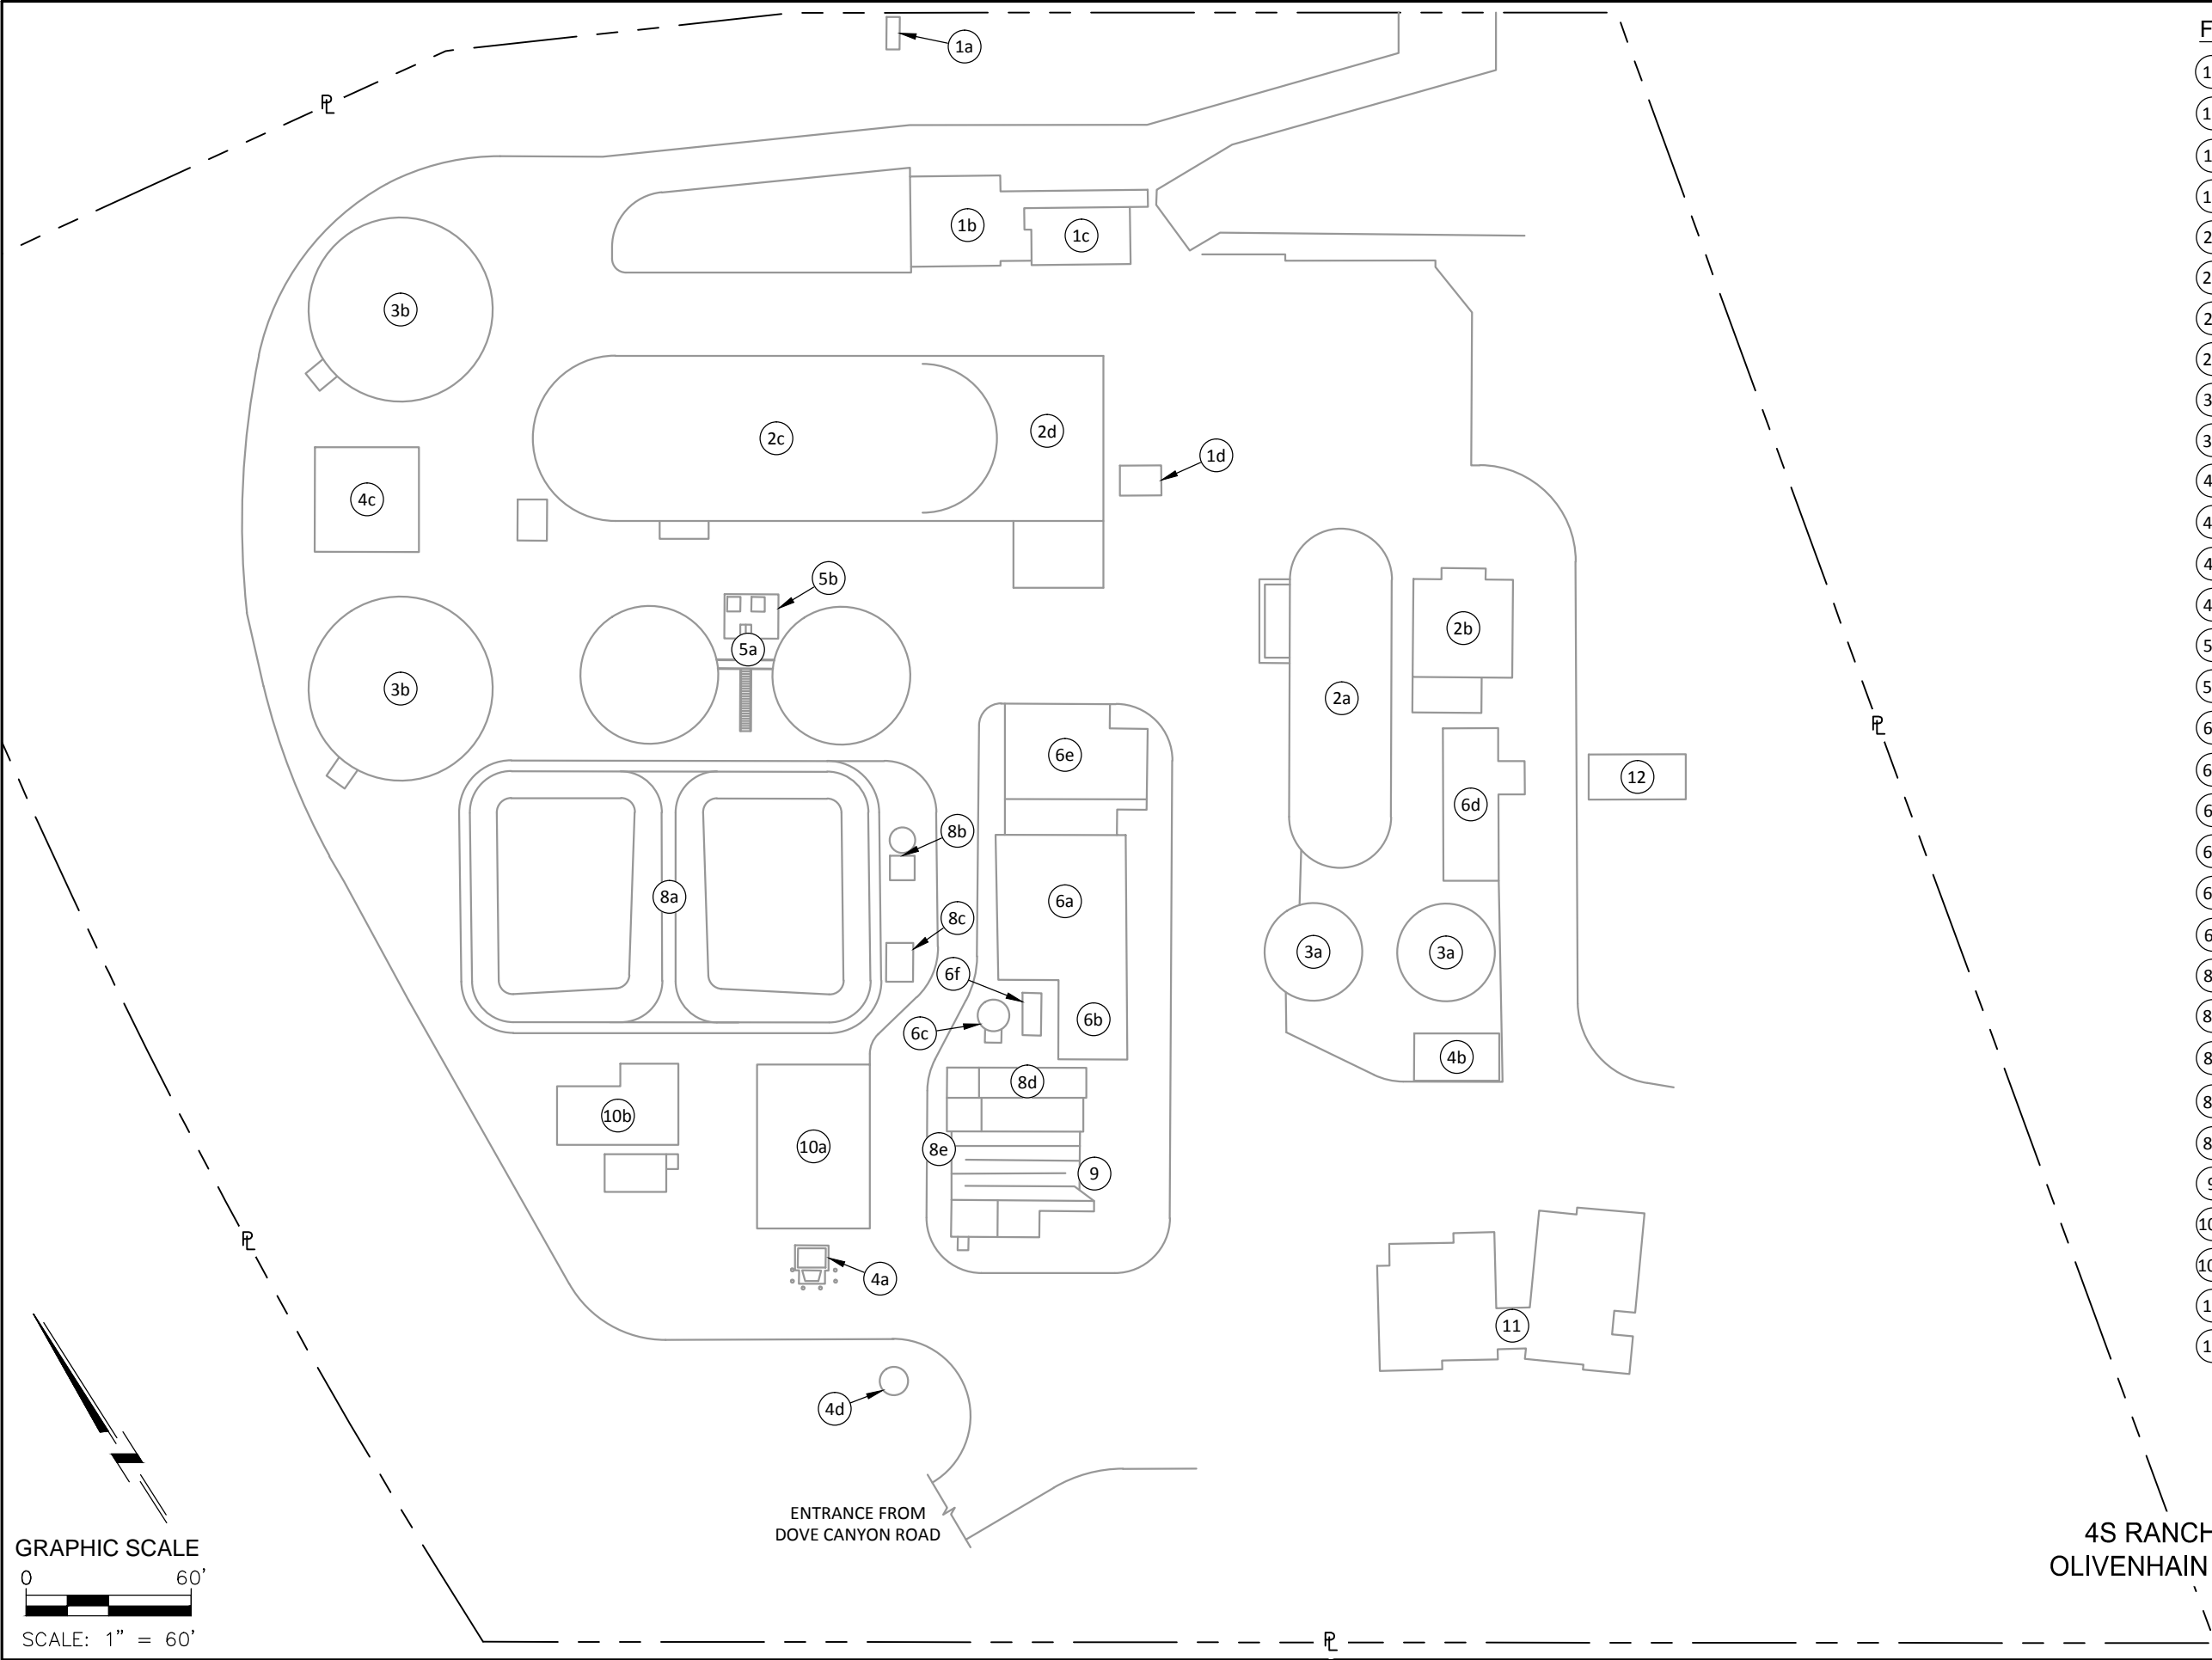 1a
℄
1b
1c
3b
2c
2d
1d
4c
5b
5a
2b
3b
2a
6e
12
6d
8b
8a
6a
8c
3a
3a
6f
6b
6c
4b
8d
10b
10a
8e
9
4a
11
4d
ENTRANCE FROM
DOVE CANYON ROAD
GRAPHIC SCALE
0 60'
SCALE: 1" = 60'
4S RANCH
OLIVENHAIN